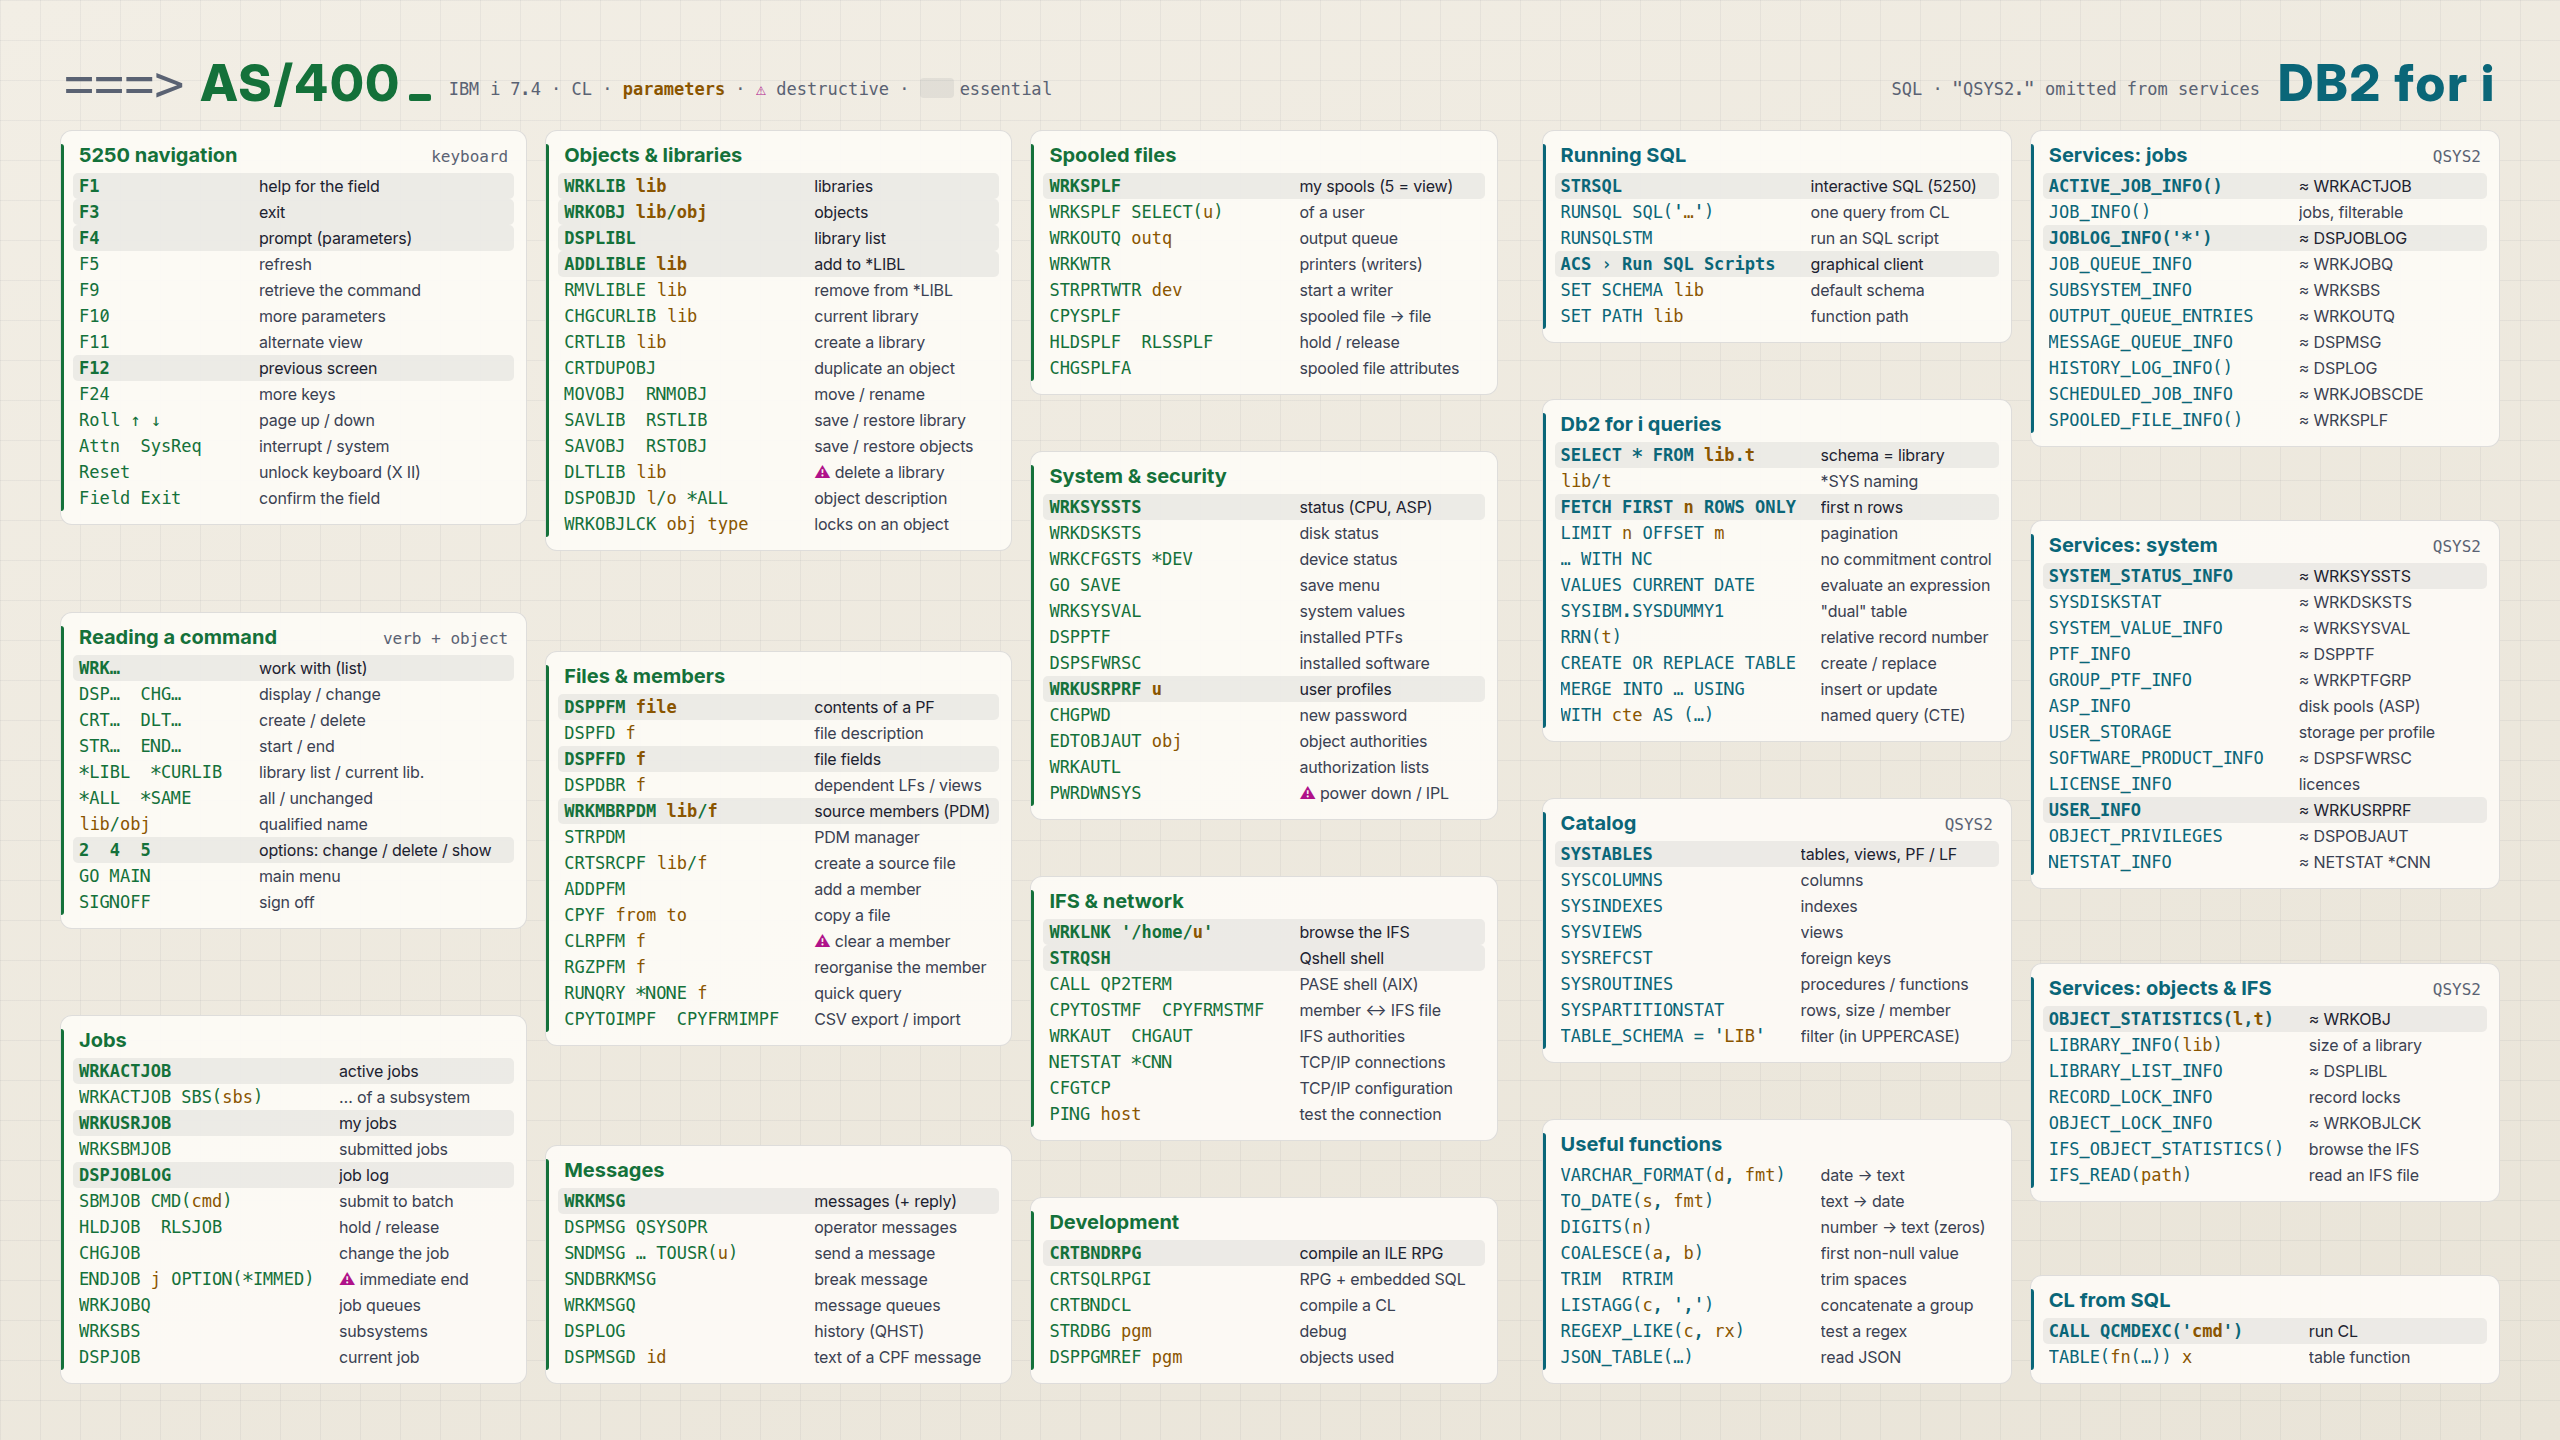 ===> AS/400_ IBM i 7.4 · CL · parameters · ⚠ destructive · essential
SQL · "QSYS2." omitted from services DB2 for i
5250 navigation keyboard
F1 help for the field
F3 exit
F4 prompt (parameters)
F5 refresh
F9 retrieve the command
F10 more parameters
F11 alternate view
F12 previous screen
F24 more keys
Roll ↑ ↓ page up / down
Attn SysReq interrupt / system
Reset unlock keyboard (X II)
Field Exit confirm the field
Reading a command verb + object
WRK… work with (list)
DSP… CHG… display / change
CRT… DLT… create / delete
STR… END… start / end
*LIBL *CURLIB library list / current lib.
*ALL *SAME all / unchanged
lib/obj qualified name
2 4 5 options: change / delete / show
GO MAIN main menu
SIGNOFF sign off
Jobs
WRKACTJOB active jobs
WRKACTJOB SBS(sbs) … of a subsystem
WRKUSRJOB my jobs
WRKSBMJOB submitted jobs
DSPJOBLOG job log
SBMJOB CMD(cmd) submit to batch
HLDJOB RLSJOB hold / release
CHGJOB change the job
ENDJOB j OPTION(*IMMED) ⚠ immediate end
WRKJOBQ job queues
WRKSBS subsystems
DSPJOB current job
Objects & libraries
WRKLIB lib libraries
WRKOBJ lib/obj objects
DSPLIBL library list
ADDLIBLE lib add to *LIBL
RMVLIBLE lib remove from *LIBL
CHGCURLIB lib current library
CRTLIB lib create a library
CRTDUPOBJ duplicate an object
MOVOBJ RNMOBJ move / rename
SAVLIB RSTLIB save / restore library
SAVOBJ RSTOBJ save / restore objects
DLTLIB lib ⚠ delete a library
DSPOBJD l/o *ALL object description
WRKOBJLCK obj type locks on an object
Files & members
DSPPFM file contents of a PF
DSPFD f file description
DSPFFD f file fields
DSPDBR f dependent LFs / views
WRKMBRPDM lib/f source members (PDM)
STRPDM PDM manager
CRTSRCPF lib/f create a source file
ADDPFM add a member
CPYF from to copy a file
CLRPFM f ⚠ clear a member
RGZPFM f reorganise the member
RUNQRY *NONE f quick query
CPYTOIMPF CPYFRMIMPF CSV export / import
Messages
WRKMSG messages (+ reply)
DSPMSG QSYSOPR operator messages
SNDMSG … TOUSR(u) send a message
SNDBRKMSG break message
WRKMSGQ message queues
DSPLOG history (QHST)
DSPMSGD id text of a CPF message
Spooled files
WRKSPLF my spools (5 = view)
WRKSPLF SELECT(u) of a user
WRKOUTQ outq output queue
WRKWTR printers (writers)
STRPRTWTR dev start a writer
CPYSPLF spooled file → file
HLDSPLF RLSSPLF hold / release
CHGSPLFA spooled file attributes
System & security
WRKSYSSTS status (CPU, ASP)
WRKDSKSTS disk status
WRKCFGSTS *DEV device status
GO SAVE save menu
WRKSYSVAL system values
DSPPTF installed PTFs
DSPSFWRSC installed software
WRKUSRPRF u user profiles
CHGPWD new password
EDTOBJAUT obj object authorities
WRKAUTL authorization lists
PWRDWNSYS ⚠ power down / IPL
IFS & network
WRKLNK '/home/u' browse the IFS
STRQSH Qshell shell
CALL QP2TERM PASE shell (AIX)
CPYTOSTMF CPYFRMSTMF member ↔ IFS file
WRKAUT CHGAUT IFS authorities
NETSTAT *CNN TCP/IP connections
CFGTCP TCP/IP configuration
PING host test the connection
Development
CRTBNDRPG compile an ILE RPG
CRTSQLRPGI RPG + embedded SQL
CRTBNDCL compile a CL
STRDBG pgm debug
DSPPGMREF pgm objects used
Running SQL
STRSQL interactive SQL (5250)
RUNSQL SQL('…') one query from CL
RUNSQLSTM run an SQL script
ACS › Run SQL Scripts graphical client
SET SCHEMA lib default schema
SET PATH lib function path
Db2 for i queries
SELECT * FROM lib.t schema = library
lib/t *SYS naming
FETCH FIRST n ROWS ONLY first n rows
LIMIT n OFFSET m pagination
… WITH NC no commitment control
VALUES CURRENT DATE evaluate an expression
SYSIBM.SYSDUMMY1 "dual" table
RRN(t) relative record number
CREATE OR REPLACE TABLE create / replace
MERGE INTO … USING insert or update
WITH cte AS (…) named query (CTE)
Catalog QSYS2
SYSTABLES tables, views, PF / LF
SYSCOLUMNS columns
SYSINDEXES indexes
SYSVIEWS views
SYSREFCST foreign keys
SYSROUTINES procedures / functions
SYSPARTITIONSTAT rows, size / member
TABLE_SCHEMA = 'LIB' filter (in UPPERCASE)
Useful functions
VARCHAR_FORMAT(d, fmt) date → text
TO_DATE(s, fmt) text → date
DIGITS(n) number → text (zeros)
COALESCE(a, b) first non-null value
TRIM RTRIM trim spaces
LISTAGG(c, ',') concatenate a group
REGEXP_LIKE(c, rx) test a regex
JSON_TABLE(…) read JSON
Services: jobs QSYS2
ACTIVE_JOB_INFO() ≈ WRKACTJOB
JOB_INFO() jobs, filterable
JOBLOG_INFO('*') ≈ DSPJOBLOG
JOB_QUEUE_INFO ≈ WRKJOBQ
SUBSYSTEM_INFO ≈ WRKSBS
OUTPUT_QUEUE_ENTRIES ≈ WRKOUTQ
MESSAGE_QUEUE_INFO ≈ DSPMSG
HISTORY_LOG_INFO() ≈ DSPLOG
SCHEDULED_JOB_INFO ≈ WRKJOBSCDE
SPOOLED_FILE_INFO() ≈ WRKSPLF
Services: system QSYS2
SYSTEM_STATUS_INFO ≈ WRKSYSSTS
SYSDISKSTAT ≈ WRKDSKSTS
SYSTEM_VALUE_INFO ≈ WRKSYSVAL
PTF_INFO ≈ DSPPTF
GROUP_PTF_INFO ≈ WRKPTFGRP
ASP_INFO disk pools (ASP)
USER_STORAGE storage per profile
SOFTWARE_PRODUCT_INFO ≈ DSPSFWRSC
LICENSE_INFO licences
USER_INFO ≈ WRKUSRPRF
OBJECT_PRIVILEGES ≈ DSPOBJAUT
NETSTAT_INFO ≈ NETSTAT *CNN
Services: objects & IFS QSYS2
OBJECT_STATISTICS(l,t) ≈ WRKOBJ
LIBRARY_INFO(lib) size of a library
LIBRARY_LIST_INFO ≈ DSPLIBL
RECORD_LOCK_INFO record locks
OBJECT_LOCK_INFO ≈ WRKOBJLCK
IFS_OBJECT_STATISTICS() browse the IFS
IFS_READ(path) read an IFS file
CL from SQL
CALL QCMDEXC('cmd') run CL
TABLE(fn(…)) x table function